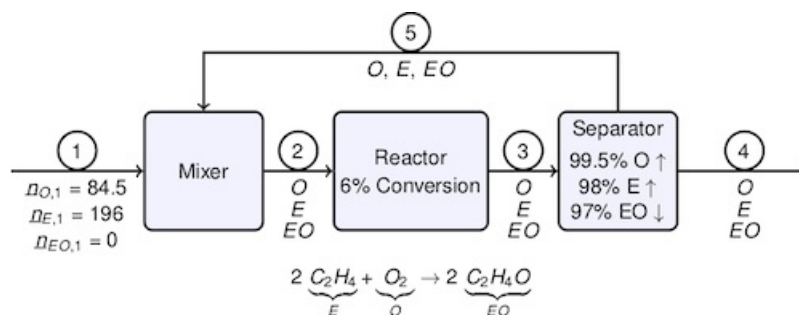 5
O, E, EO
1
n_O,1 = 84.5
n_E,1 = 196
n_EO,1 = 0
Mixer
2
O
E
EO
Reactor
6% Conversion
3
O
E
EO
Separator
99.5% O ↑
98% E ↑
97% EO ↓
4
O
E
EO
2 C₂H₄ + O₂ → 2 C₂H₄O
E O EO